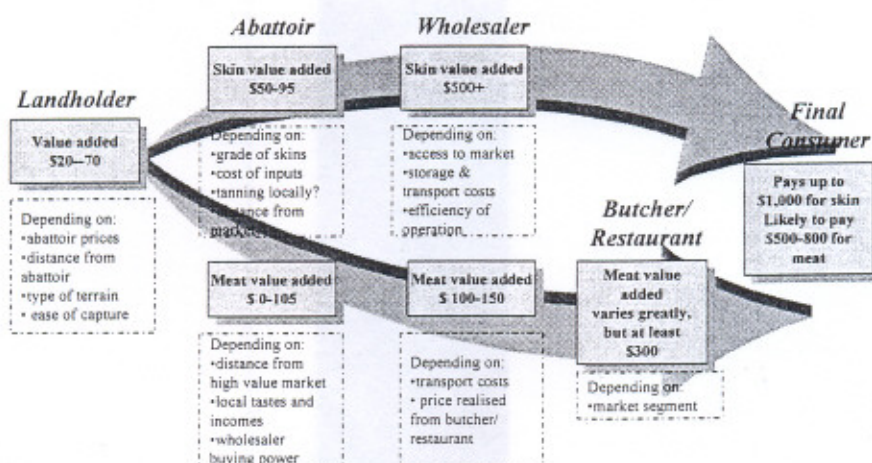 Abattoir
Wholesaler
Skin value added
$50-95
Skin value added
$500+
Landholder
Value added
$20--70
Depending on:
•abattoir prices
•distance from
abattoir
•type of terrain
• ease of capture
Depending on:
•grade of skins
•cost of inputs
•tanning locally?
•distance from
market
Depending on:
•access to market
•storage &
transport costs
•efficiency of
operation
Final
Consumer
Pays up to
$1,000 for skin
Likely to pay
$500-800 for
meat
Butcher/
Restaurant
Meat value added
$ 0-105
Meat value added
$ 100-150
Meat value
added
varies greatly,
but at least
$300
Depending on:
•distance from
high value market
•local tastes and
incomes
•wholesaler
buying power
Depending on:
•transport costs
• price realised
from butcher/
restaurant
Depending on:
•market segment